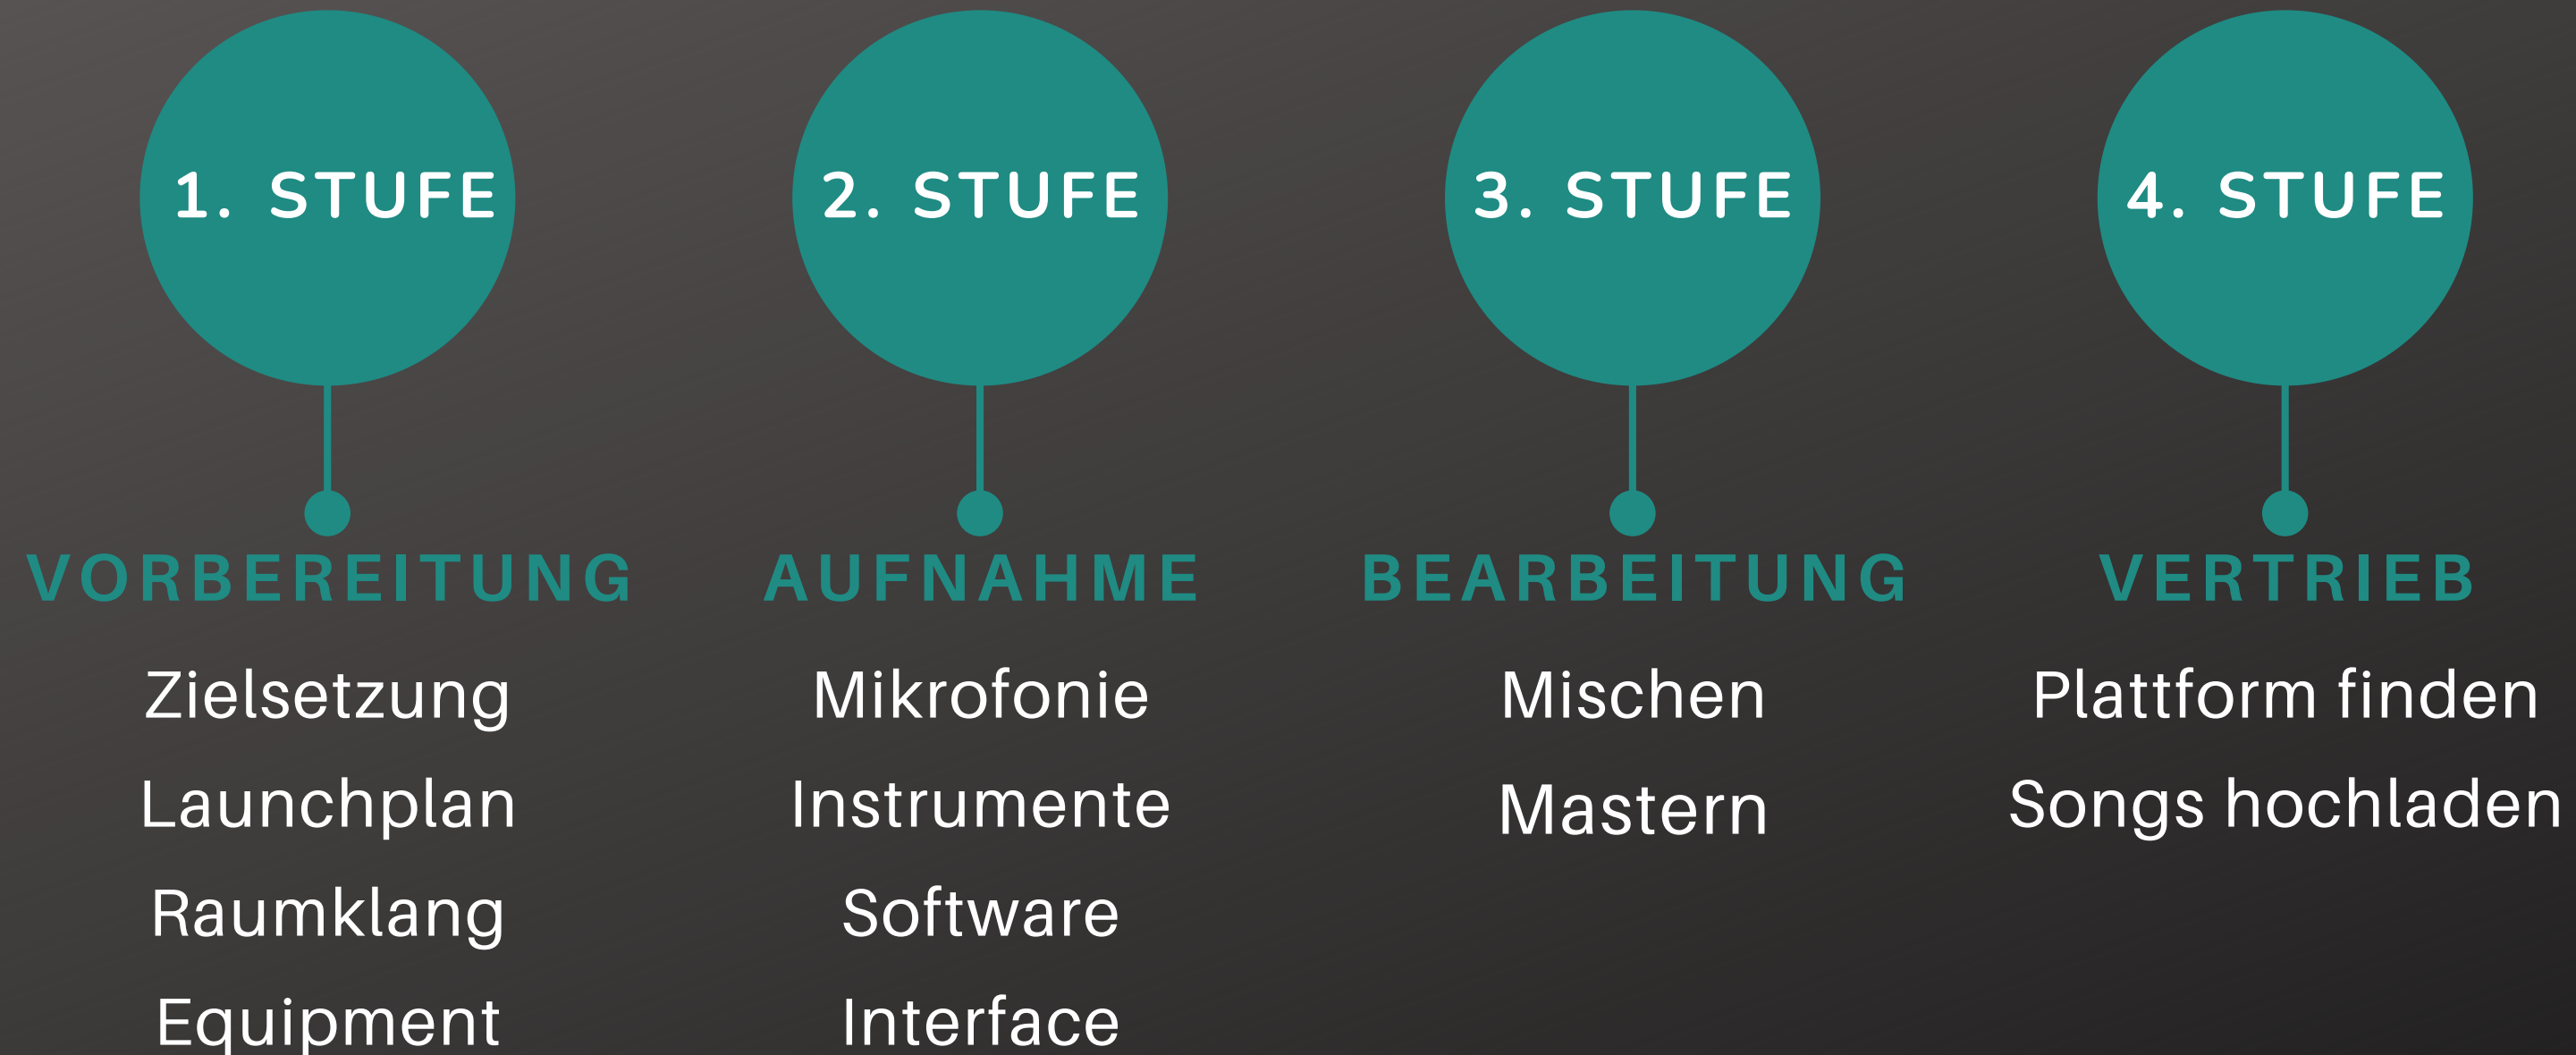 1. STUFE
VORBEREITUNG
Zielsetzung
Launchplan
Raumklang
Equipment
2. STUFE
AUFNAHME
Mikrofonie
Instrumente
Software
Interface
3. STUFE
BEARBEITUNG
Mischen
Mastern
4. STUFE
VERTRIEB
Plattform finden
Songs hochladen